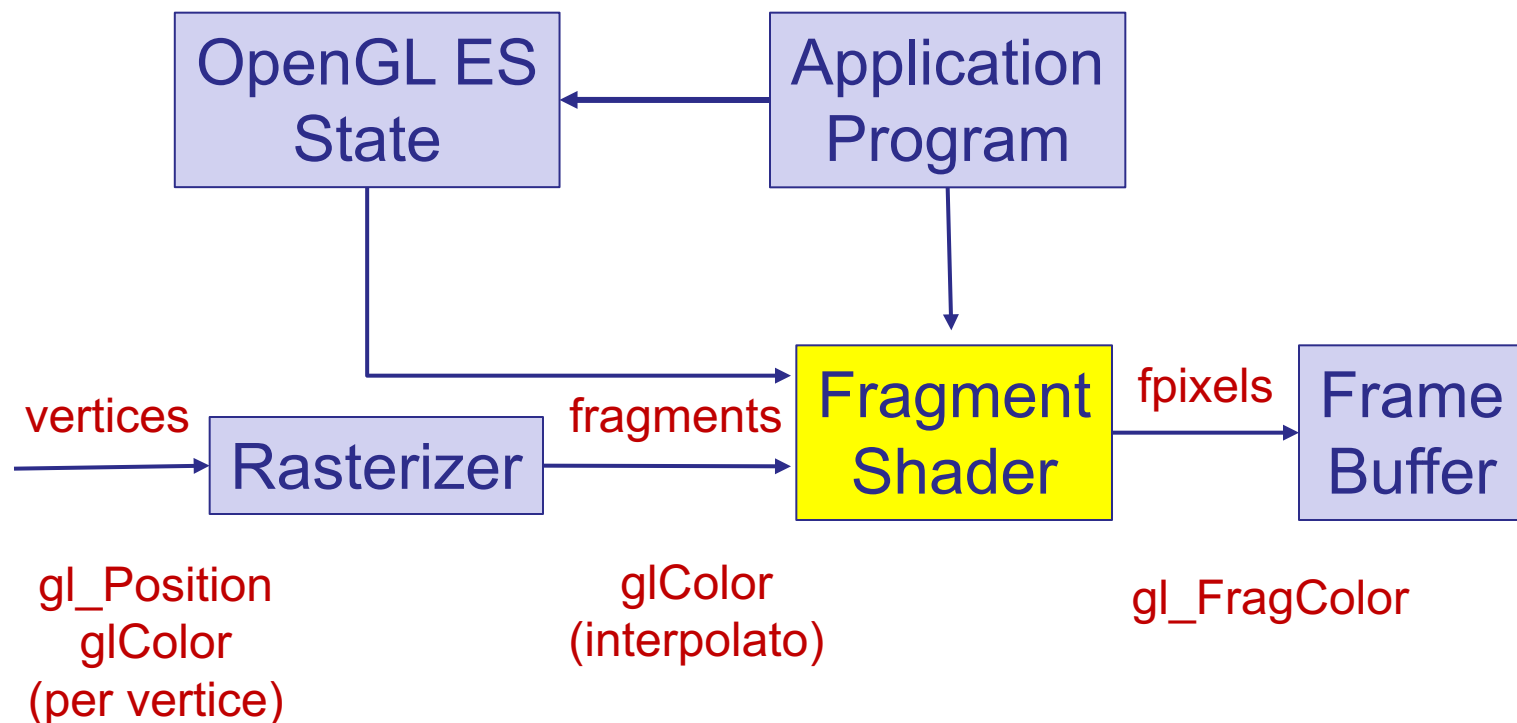 OpenGL ES
State
Application
Program
vertices
Rasterizer
fragments
Fragment
Shader
fpixels
Frame
Buffer
gl_Position
glColor
(per vertice)
glColor
(interpolato)
gl_FragColor